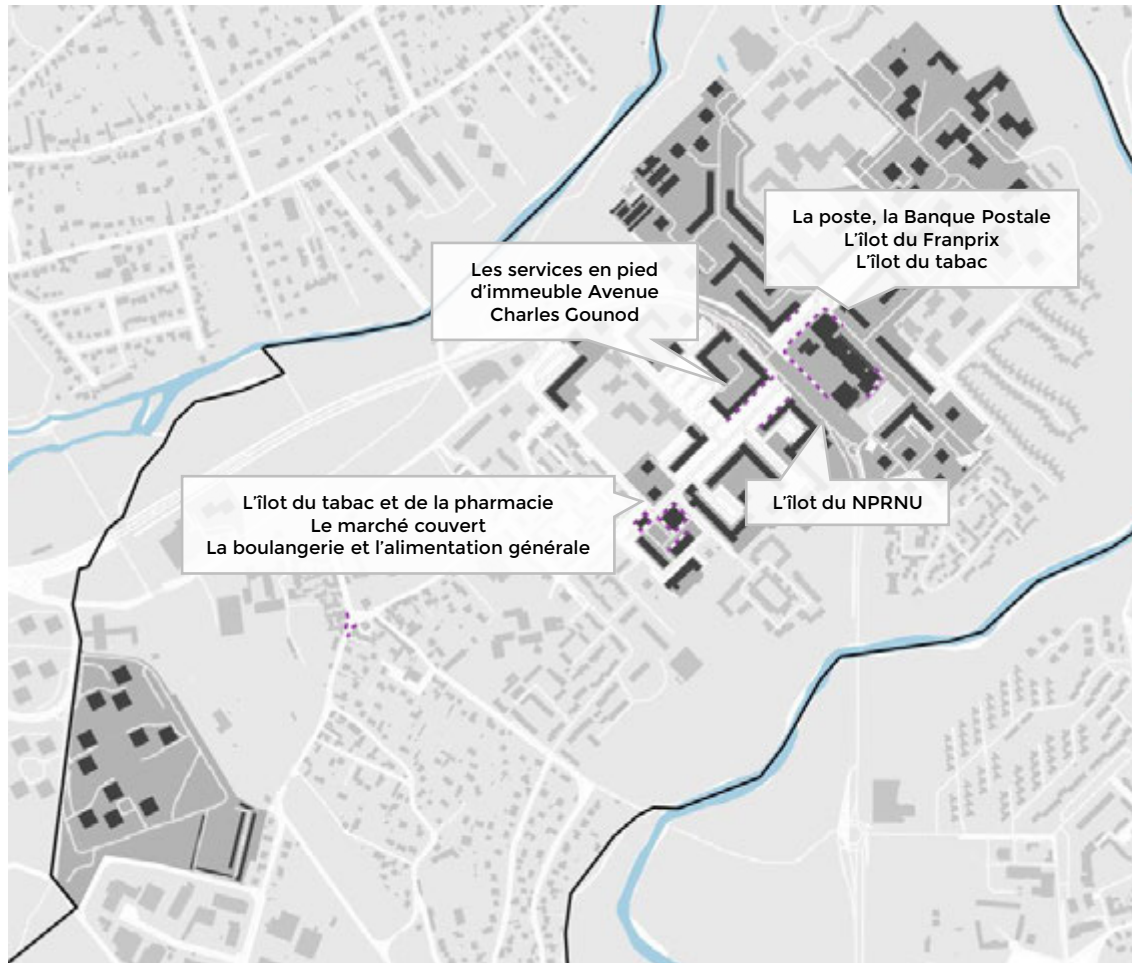 La poste, la Banque Postale
L'îlot du Franprix
L'îlot du tabac
Les services en pied
d'immeuble Avenue
Charles Gounod
L'îlot du tabac et de la pharmacie
Le marché couvert
La boulangerie et l'alimentation générale
L'îlot du NPRNU